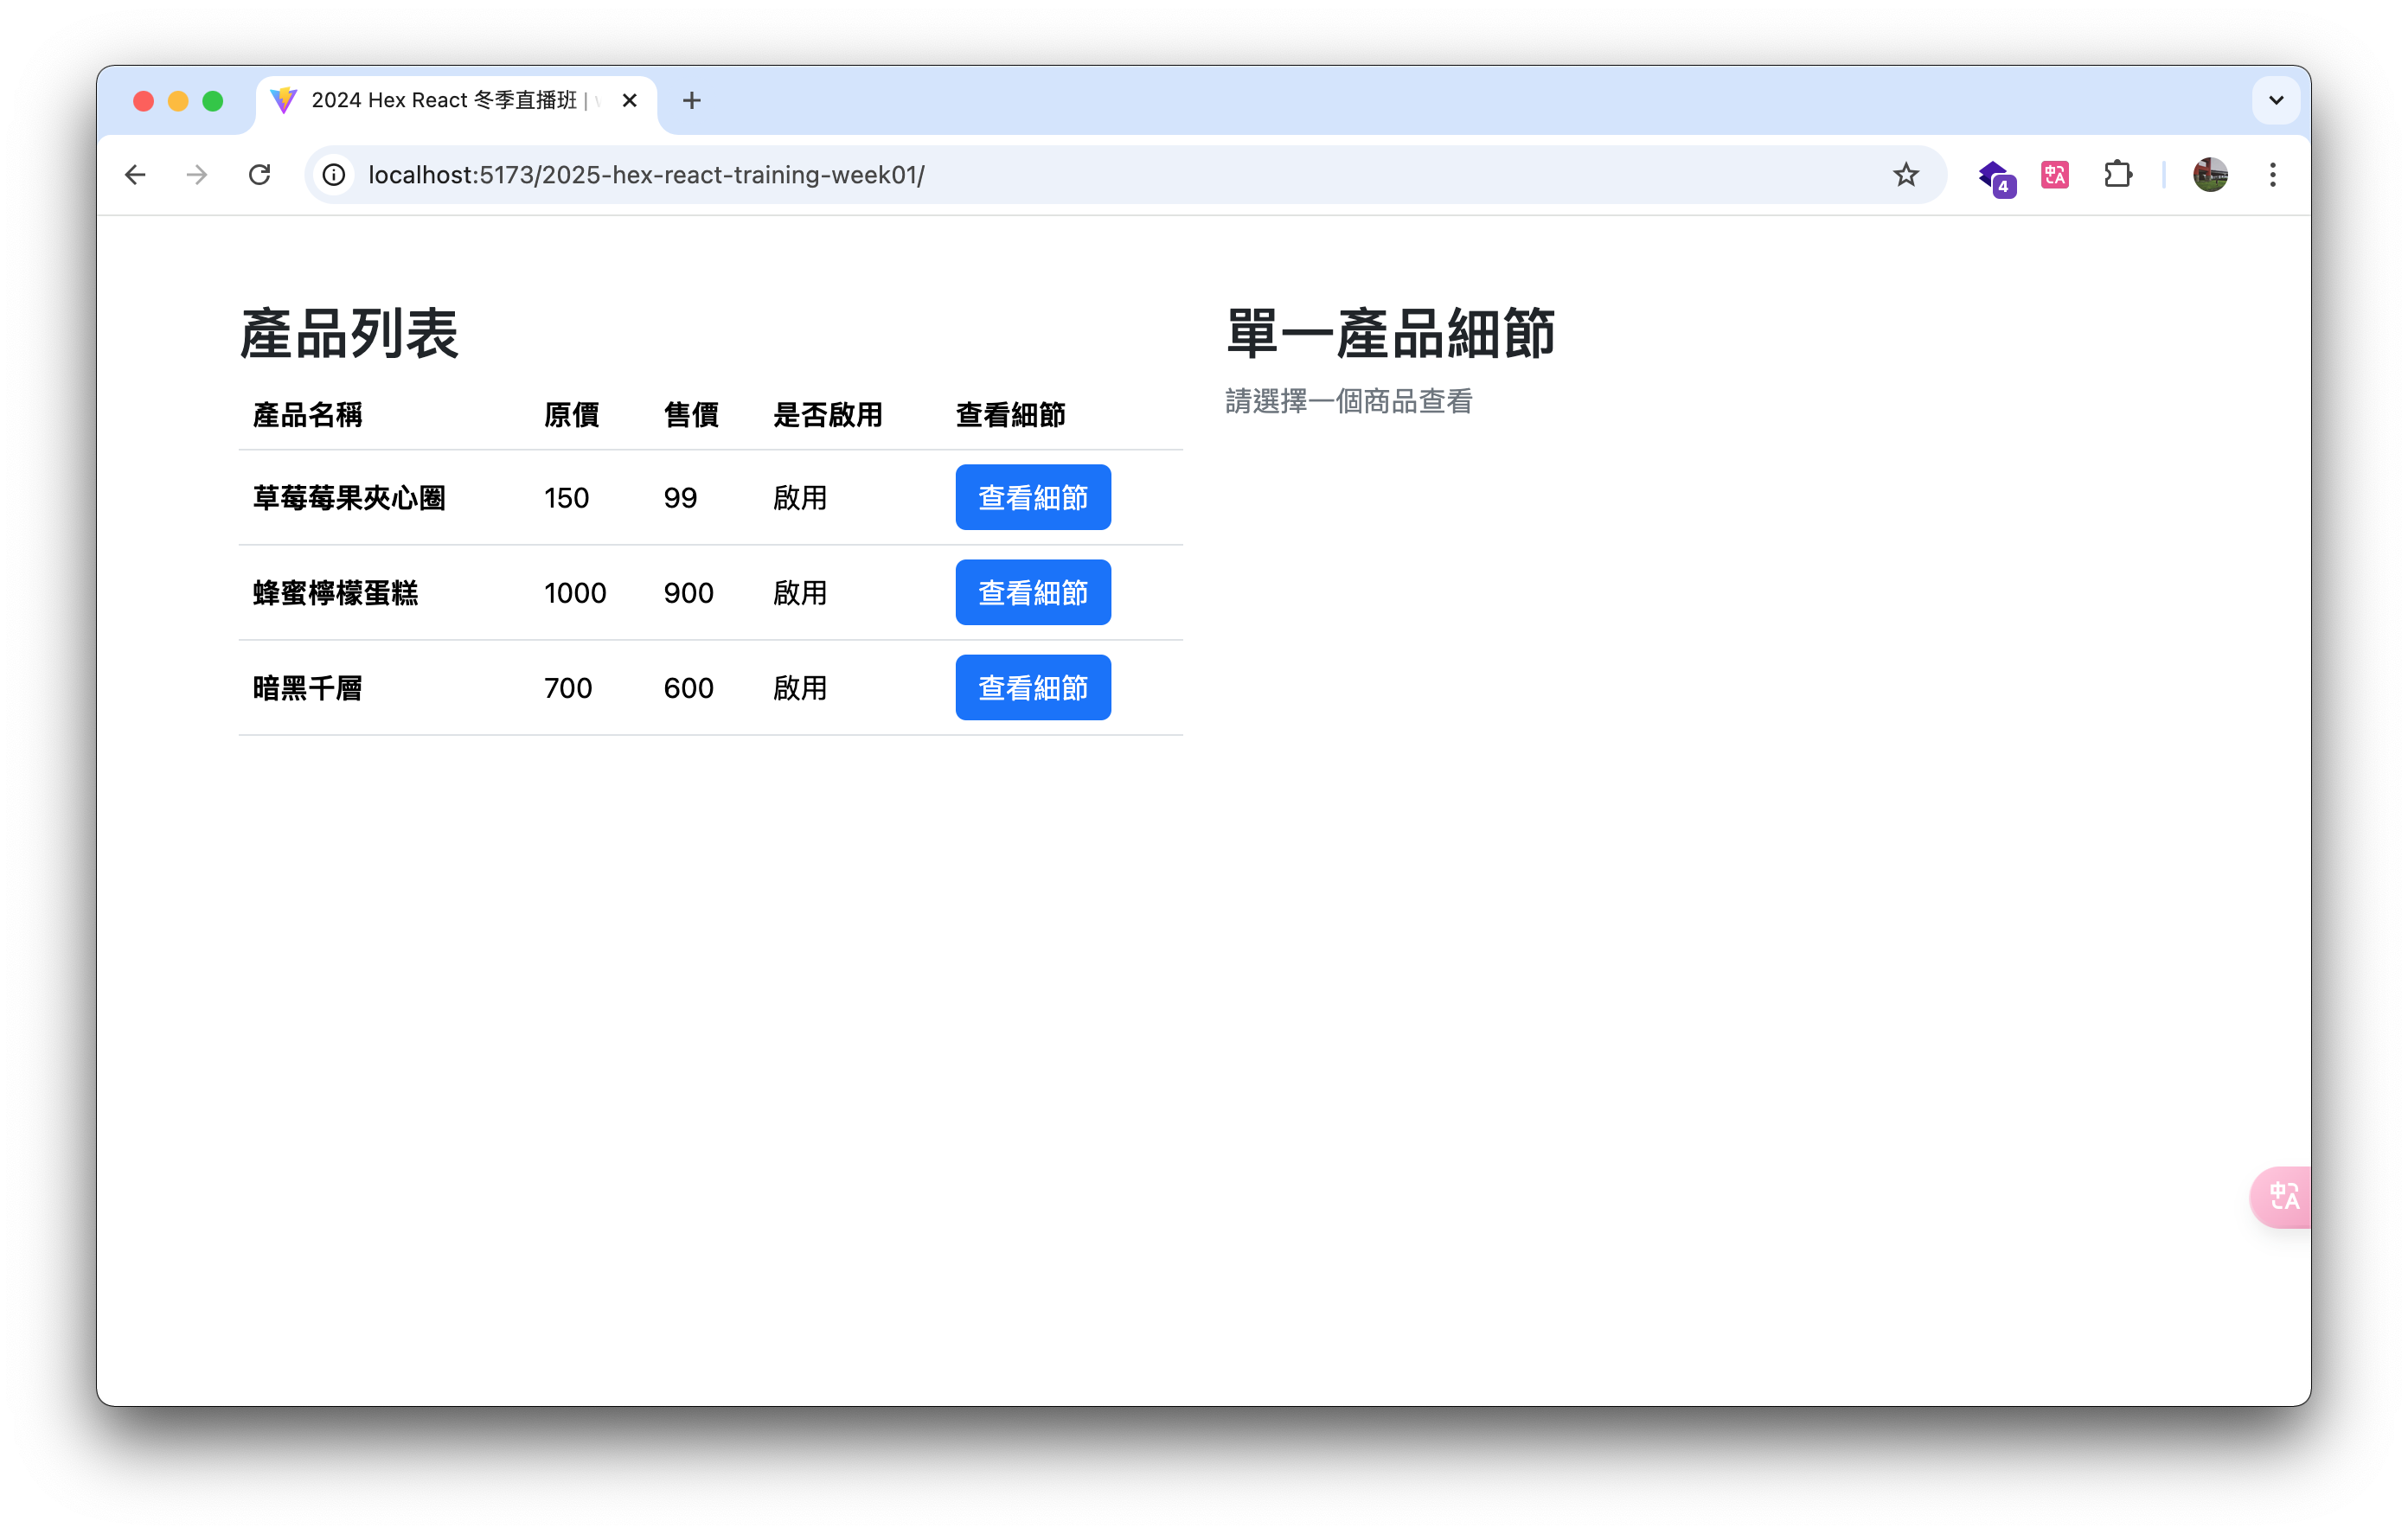 2024 Hex React 冬季直播班 |
localhost:5173/2025-hex-react-training-week01/
4
中A
產品列表
產品名稱 原價 售價 是否啟用 查看細節
草莓莓果夾心圈 150 99 啟用 查看細節
蜂蜜檸檬蛋糕 1000 900 啟用 查看細節
暗黑千層 700 600 啟用 查看細節
單一產品細節
請選擇一個商品查看
中A